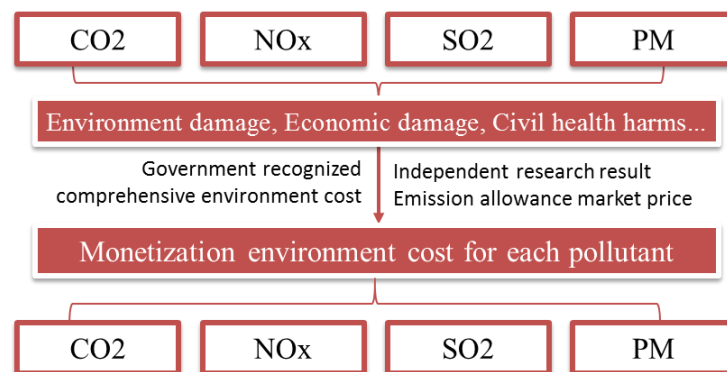 CO2 NOx SO2 PM
Environment damage, Economic damage, Civil health harms...
Government recognized
comprehensive environment cost
Independent research result
Emission allowance market price
Monetization environment cost for each pollutant
CO2 NOx SO2 PM